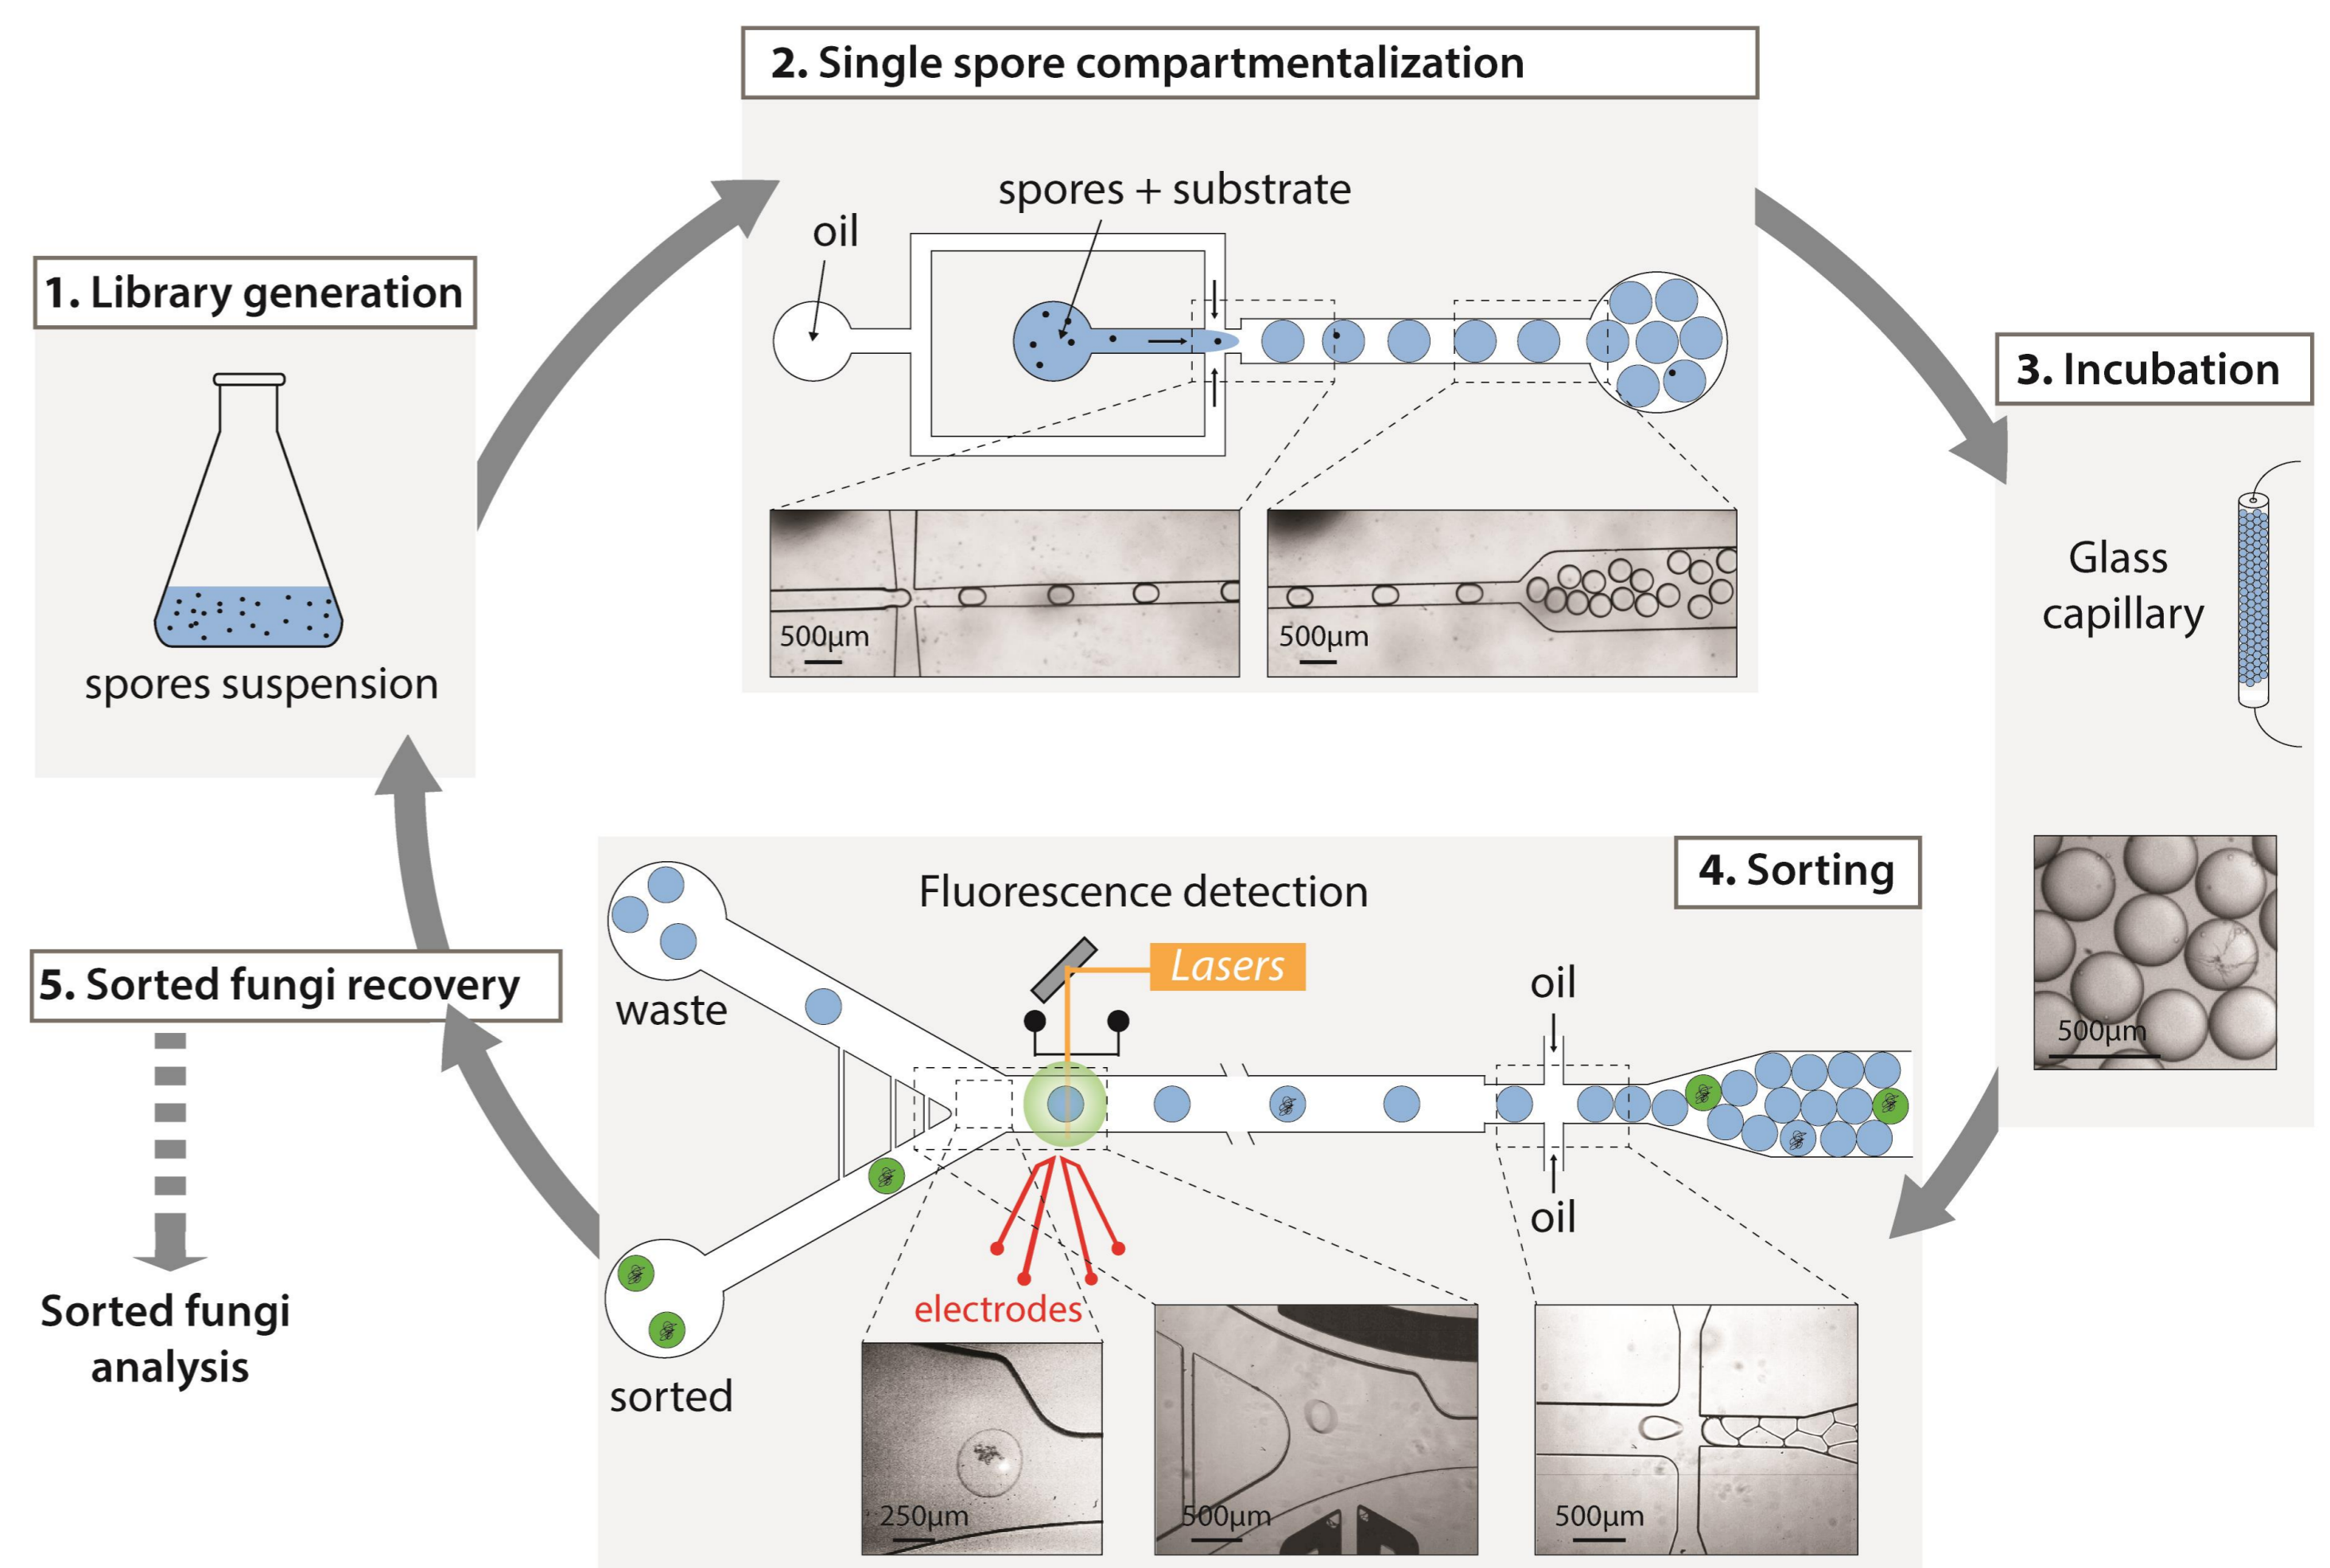 2. Single spore compartmentalization
spores + substrate
oil
500µm
500µm
1. Library generation
spores suspension
3. Incubation
Glass
capillary
500µm
4. Sorting
Fluorescence detection
Lasers
waste
oil
oil
electrodes
sorted
250µm
500µm
500µm
5. Sorted fungi recovery
Sorted fungi
analysis